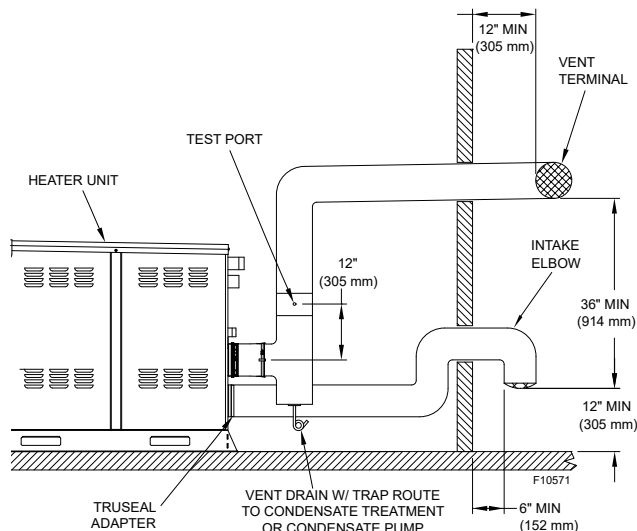 12" MIN
(305 mm)
VENT
TERMINAL
TEST PORT
HEATER UNIT
12"
(305 mm)
INTAKE
ELBOW
36" MIN
(914 mm)
12" MIN
(305 mm)
F10571
TRUSEAL
ADAPTER
VENT DRAIN W/ TRAP ROUTE
TO CONDENSATE TREATMENT
OR CONDENSATE PUMP
6" MIN
(152 mm)